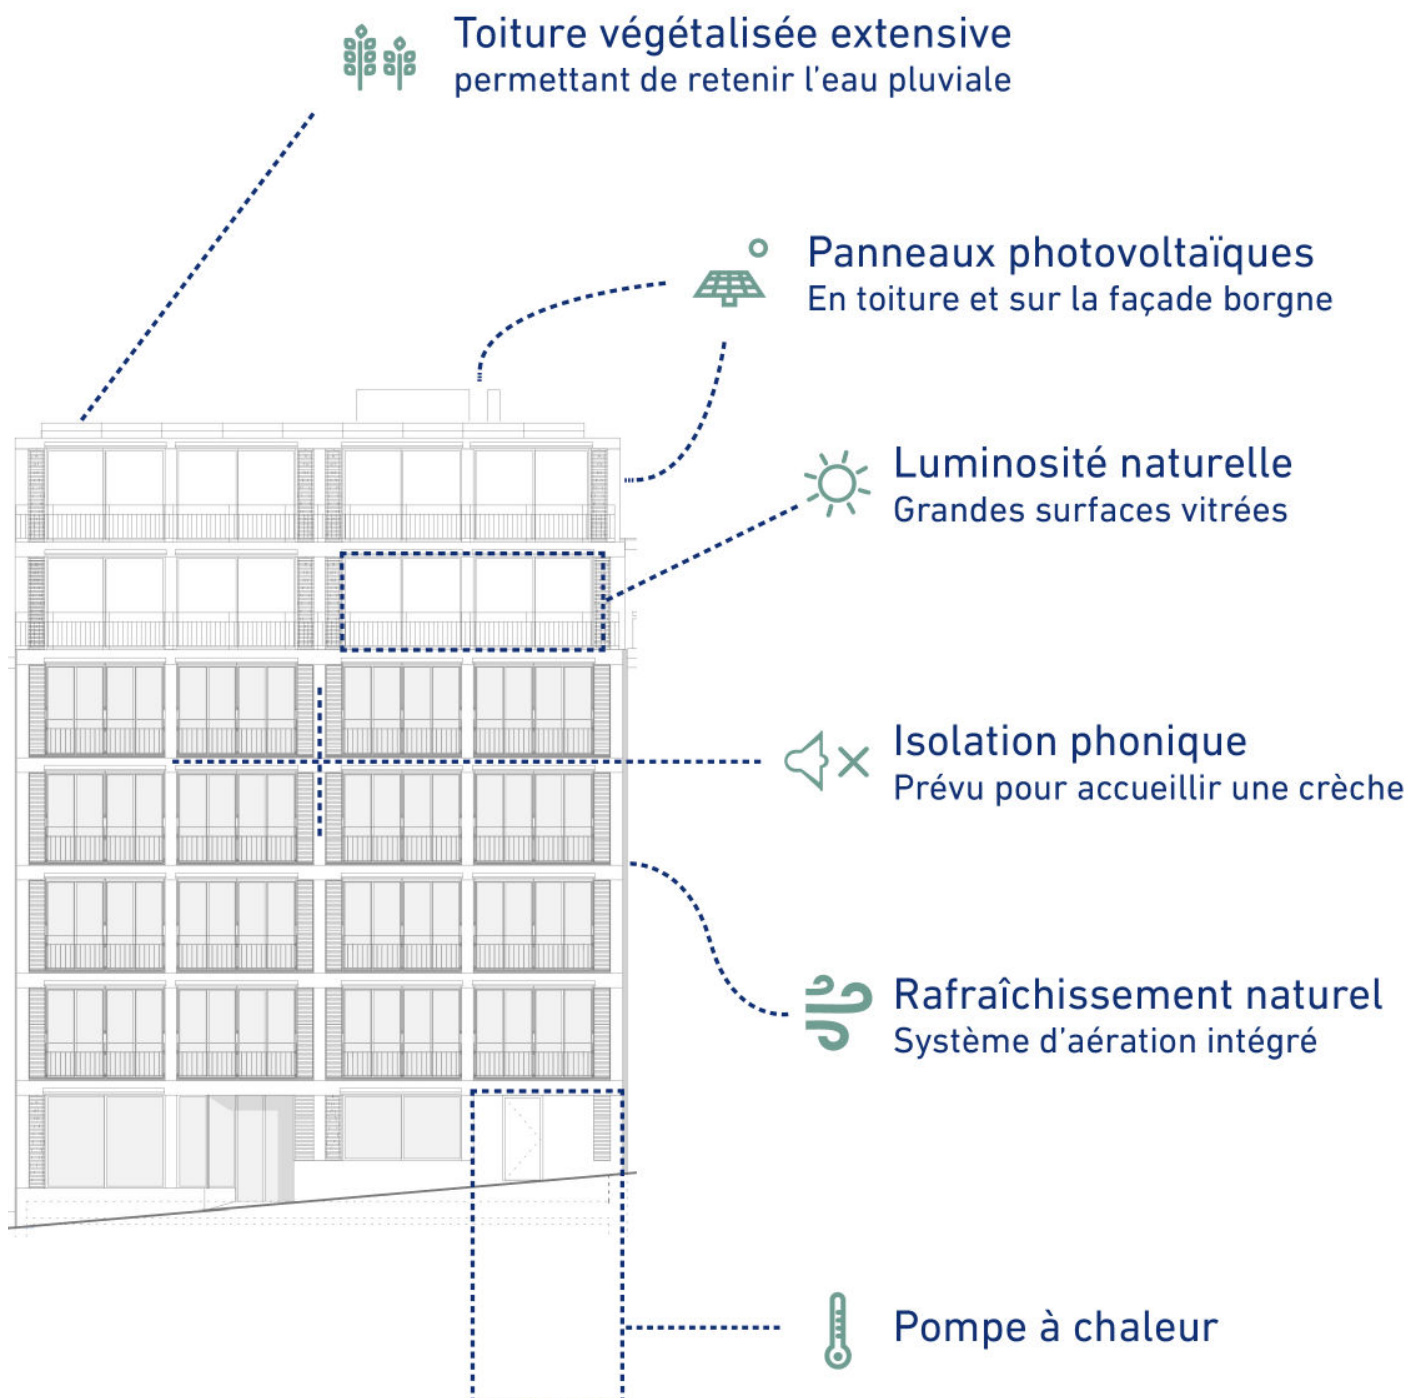 Toiture végétalisée extensive
permettant de retenir l'eau pluviale
Panneaux photovoltaïques
En toiture et sur la façade borgne
Luminosité naturelle
Grandes surfaces vitrées
Isolation phonique
Prévu pour accueillir une crèche
Rafraîchissement naturel
Système d'aération intégré
Pompe à chaleur